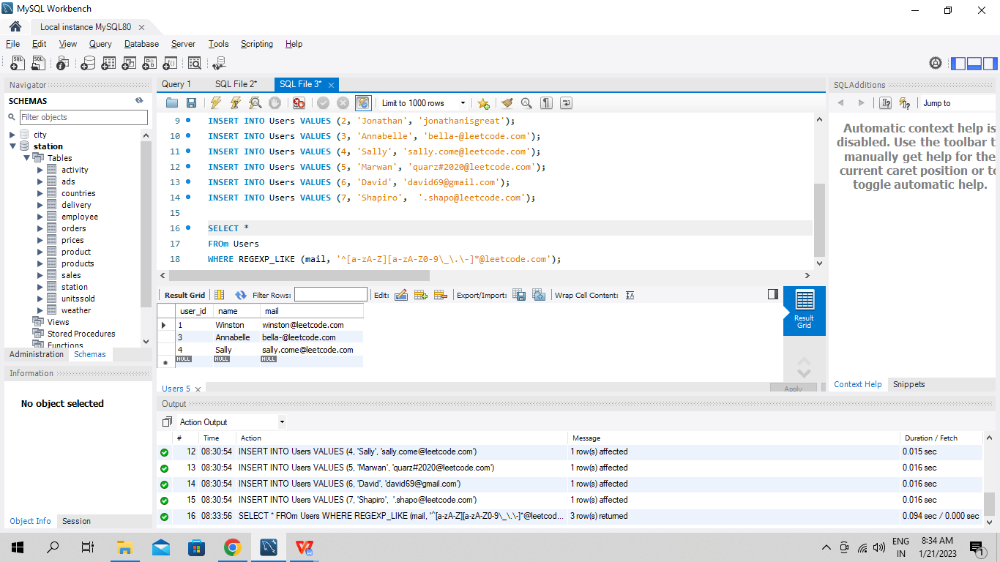 MySQL Workbench
Local instance MySQL80
File Edit View Query Database Server Tools Scripting Help
Navigator
SCHEMAS
Filter objects
city
station
Tables
activity
ads
countries
delivery
employee
orders
prices
product
products
sales
station
unitssold
weather
Views
Stored Procedures
Functions
Administration Schemas
Information
No object selected
Object Info Session
Query 1 SQL File 2* SQL File 3*
Limit to 1000 rows
9 INSERT INTO Users VALUES (2, 'Jonathan', 'jonathanisgreat');
10 INSERT INTO Users VALUES (3, 'Annabelle', 'bella-@leetcode.com');
11 INSERT INTO Users VALUES (4, 'Sally', 'sally.come@leetcode.com');
12 INSERT INTO Users VALUES (5, 'Marwan', 'quarz#2020@leetcode.com');
13 INSERT INTO Users VALUES (6, 'David', 'david69@gmail.com');
14 INSERT INTO Users VALUES (7, 'Shapiro',  '.shapo@leetcode.com');
15
16 SELECT *
17 FROm Users
18 WHERE REGEXP_LIKE (mail, '^[a-zA-Z][a-zA-Z0-9\_\.\-]*@leetcode.com');
Result Grid Filter Rows: Edit: Export/Import: Wrap Cell Content:
user_id name mail
1 Winston winston@leetcode.com
3 Annabelle bella-@leetcode.com
4 Sally sally.come@leetcode.com
NULL NULL NULL
Result
Grid
Users 5
Apply
SQLAdditions
Jump to
Automatic context help is
disabled. Use the toolbar t
manually get help for the
current caret position or to
toggle automatic help.
Context Help Snippets
Output
Action Output
# Time Action Message Duration / Fetch
12 08:30:54 INSERT INTO Users VALUES (4, 'Sally', 'sally.come@leetcode.com') 1 row(s) affected 0.015 sec
13 08:30:54 INSERT INTO Users VALUES (5, 'Marwan', 'quarz#2020@leetcode.com') 1 row(s) affected 0.016 sec
14 08:30:54 INSERT INTO Users VALUES (6, 'David', 'david69@gmail.com') 1 row(s) affected 0.016 sec
15 08:30:54 INSERT INTO Users VALUES (7, 'Shapiro',  '.shapo@leetcode.com') 1 row(s) affected 0.016 sec
16 08:33:56 SELECT * FROm Users WHERE REGEXP_LIKE (mail, '^[a-zA-Z][a-zA-Z0-9\_\.\-]*@leetcod... 3 row(s) returned 0.094 sec / 0.000 sec
ENG
IN
8:34 AM
1/21/2023
1